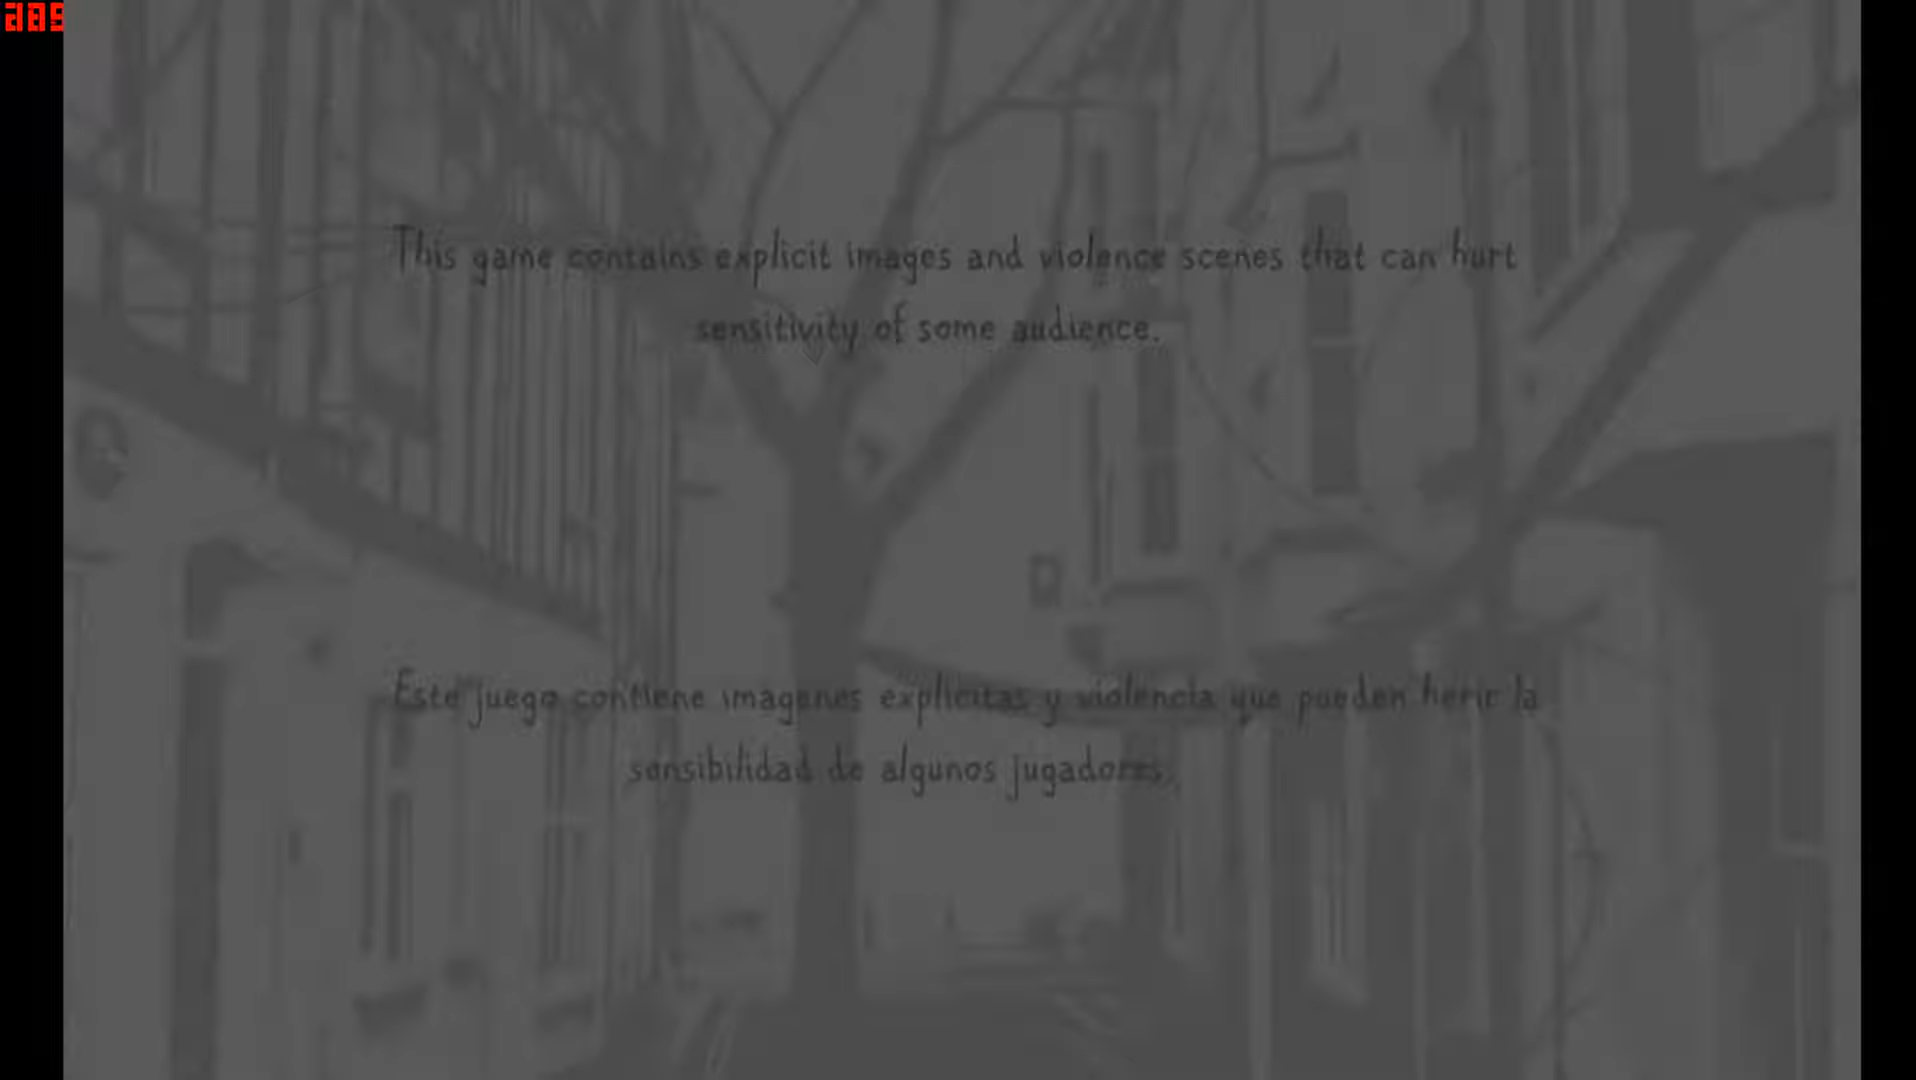 This game contains explicit images and violence scenes that can hurt
sensitivity of some audience.
Este juego contiene imagenes explicitas y violencia que pueden herir la
sensibilidad de algunos jugadores.